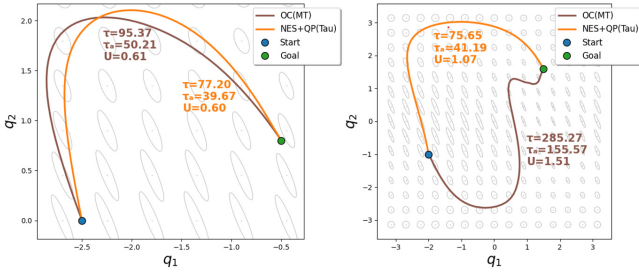 τ=95.37
τₐ=50.21
U=0.61
τ=77.20
τₐ=39.67
U=0.60
OC(MT)
NES+QP(Tau)
Start
Goal
q₂
2.0
1.5
1.0
0.5
0.0
−2.5
−2.0
−1.5
−1.0
−0.5
q₁
τ=75.65
τₐ=41.19
U=1.07
OC(MT)
NES+QP(Tau)
Start
Goal
τ=285.27
τₐ=155.57
U=1.51
q₂
3
2
1
0
−1
−2
−3
−3
−2
−1
0
1
2
3
q₁